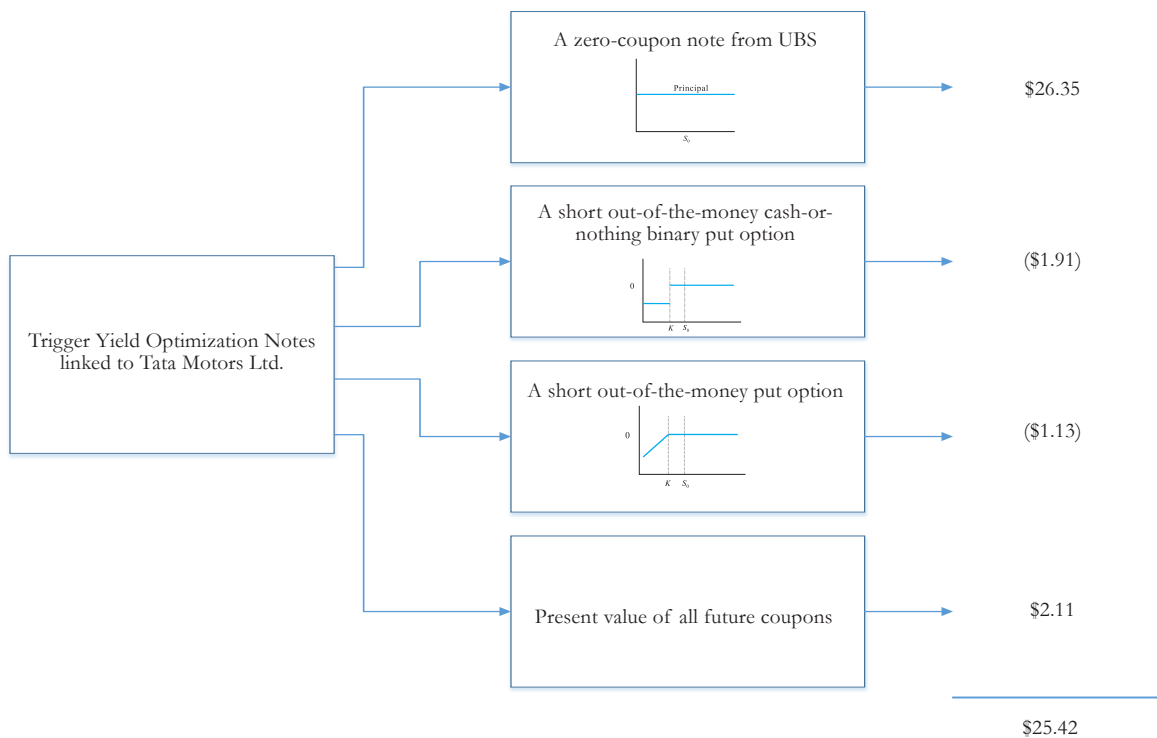 A zero-coupon note from UBS
Principal
S0
$26.35
A short out-of-the-money cash-or-
nothing binary put option
0
K S0
($1.91)
Trigger Yield Optimization Notes
linked to Tata Motors Ltd.
A short out-of-the-money put option
0
K S0
($1.13)
Present value of all future coupons
$2.11
$25.42